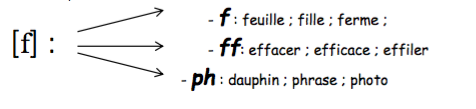 - f : feuille ; fille ; ferme ;
[f] :
- ff: effacer ; efficace ; effiler
- ph : dauphin ; phrase ; photo